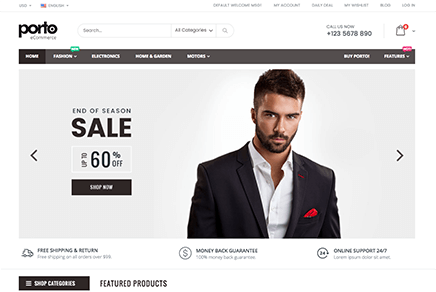 USD ENGLISH DEFAULT WELCOME MSG! MY ACCOUNT DAILY DEAL MY WISHLIST BLOG LOG IN
porto
eCommerce
Search... All Categories
CALL US NOW
+123 5678 890
HOME FASHION ELECTRONICS HOME & GARDEN MOTORS BUY PORTO! FEATURES
END OF SEASON
SALE
UP TO 60% OFF
SHOP NOW
FREE SHIPPING & RETURN
Free shipping on all orders over $99.
MONEY BACK GUARANTEE
100% money back guarantee.
ONLINE SUPPORT 24/7
Lorem ipsum dolor sit amet.
SHOP CATEGORIES
FEATURED PRODUCTS